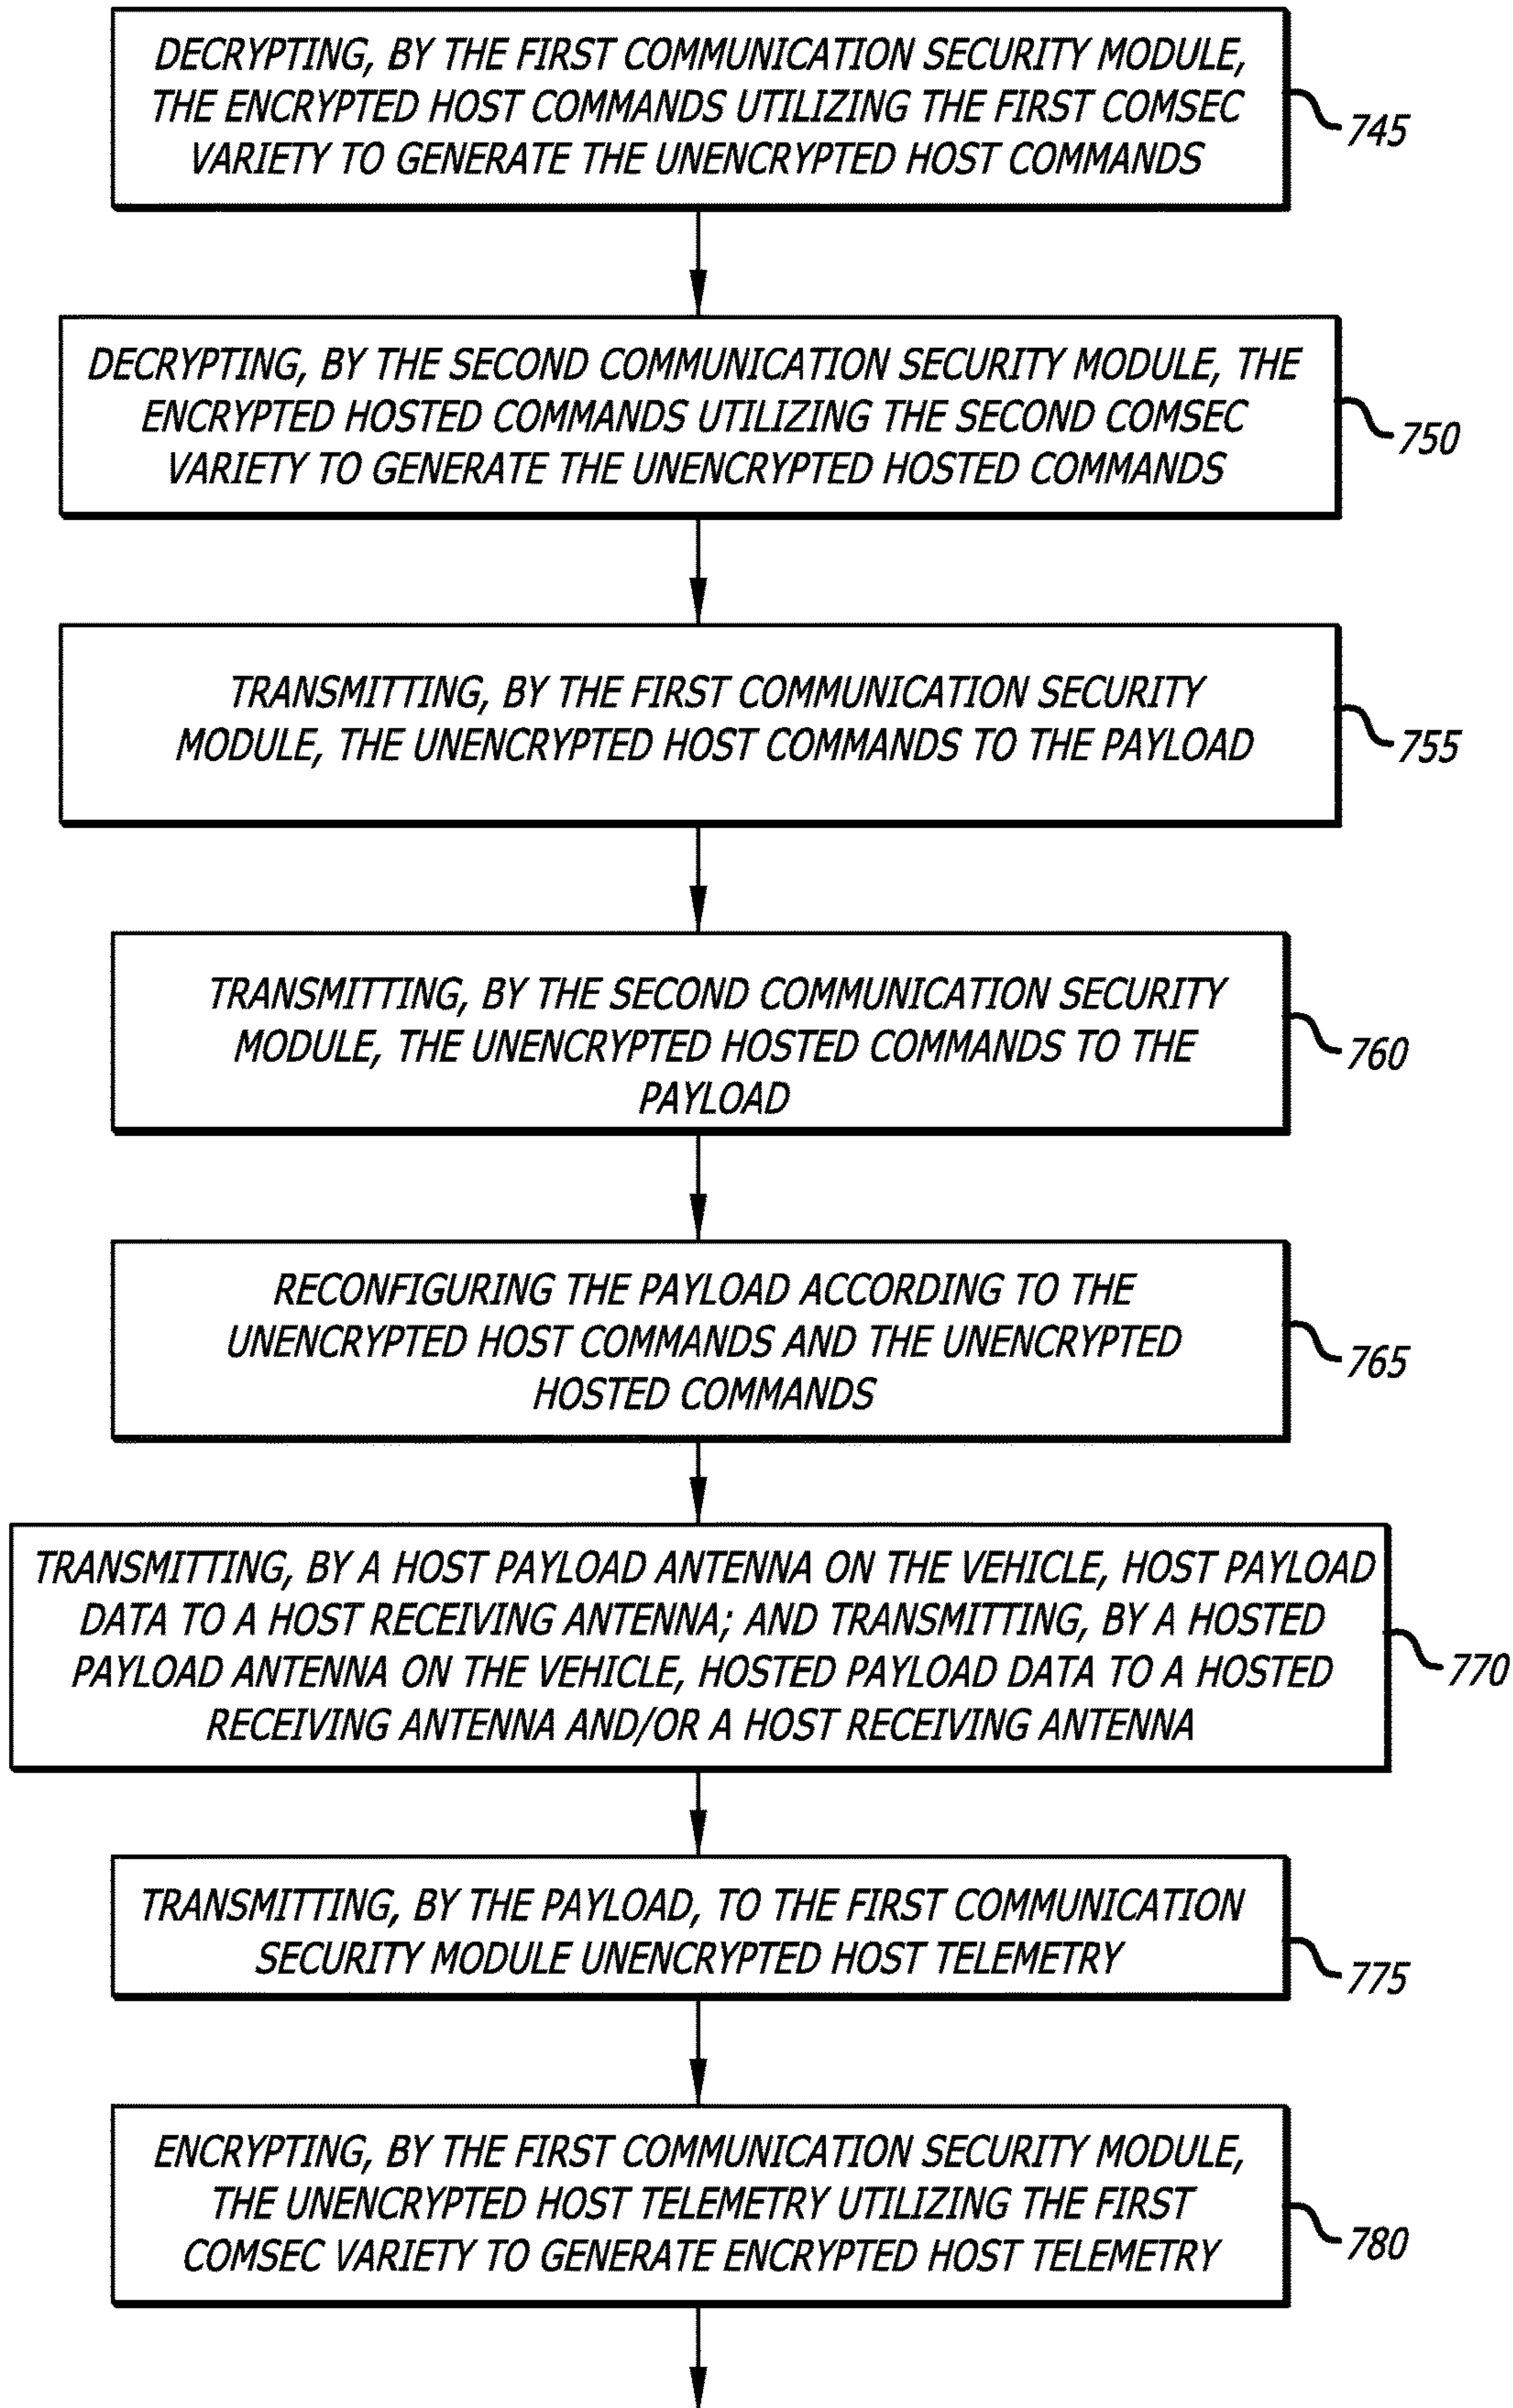 DECRYPTING, BY THE FIRST COMMUNICATION SECURITY MODULE,
THE ENCRYPTED HOST COMMANDS UTILIZING THE FIRST COMSEC
VARIETY TO GENERATE THE UNENCRYPTED HOST COMMANDS
745
DECRYPTING, BY THE SECOND COMMUNICATION SECURITY MODULE, THE
ENCRYPTED HOSTED COMMANDS UTILIZING THE SECOND COMSEC
VARIETY TO GENERATE THE UNENCRYPTED HOSTED COMMANDS
750
TRANSMITTING, BY THE FIRST COMMUNICATION SECURITY
MODULE, THE UNENCRYPTED HOST COMMANDS TO THE PAYLOAD
755
TRANSMITTING, BY THE SECOND COMMUNICATION SECURITY
MODULE, THE UNENCRYPTED HOSTED COMMANDS TO THE
PAYLOAD
760
RECONFIGURING THE PAYLOAD ACCORDING TO THE
UNENCRYPTED HOST COMMANDS AND THE UNENCRYPTED
HOSTED COMMANDS
765
TRANSMITTING, BY A HOST PAYLOAD ANTENNA ON THE VEHICLE, HOST PAYLOAD
DATA TO A HOST RECEIVING ANTENNA; AND TRANSMITTING, BY A HOSTED
PAYLOAD ANTENNA ON THE VEHICLE, HOSTED PAYLOAD DATA TO A HOSTED
RECEIVING ANTENNA AND/OR A HOST RECEIVING ANTENNA
770
TRANSMITTING, BY THE PAYLOAD, TO THE FIRST COMMUNICATION
SECURITY MODULE UNENCRYPTED HOST TELEMETRY
775
ENCRYPTING, BY THE FIRST COMMUNICATION SECURITY MODULE,
THE UNENCRYPTED HOST TELEMETRY UTILIZING THE FIRST
COMSEC VARIETY TO GENERATE ENCRYPTED HOST TELEMETRY
780